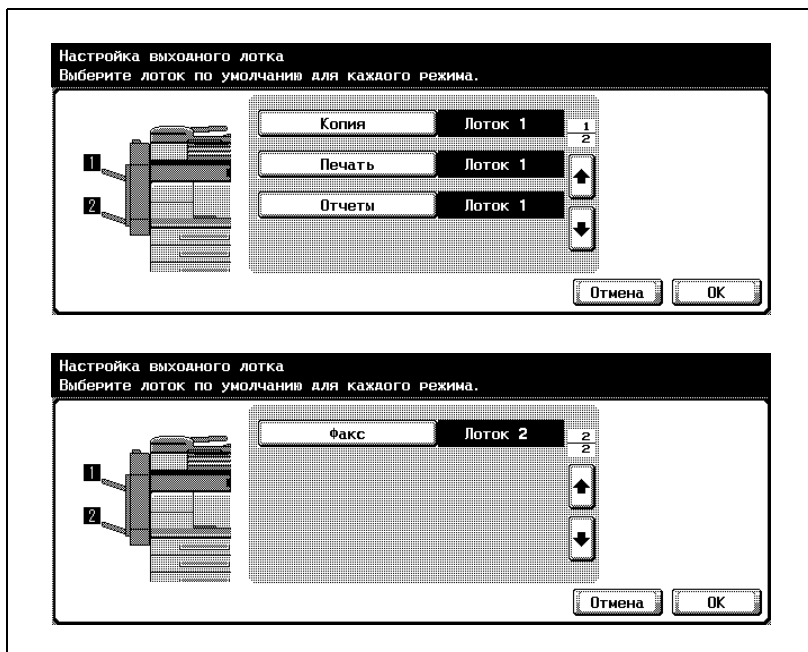 Настройка выходного лотка
Выберите лоток по умолчанию для каждого режима.
1
2
Копия Лоток 1
1
2
Печать Лоток 1
Отчеты Лоток 1
Отмена OK
Настройка выходного лотка
Выберите лоток по умолчанию для каждого режима.
1
2
Факс Лоток 2
2
2
Отмена OK